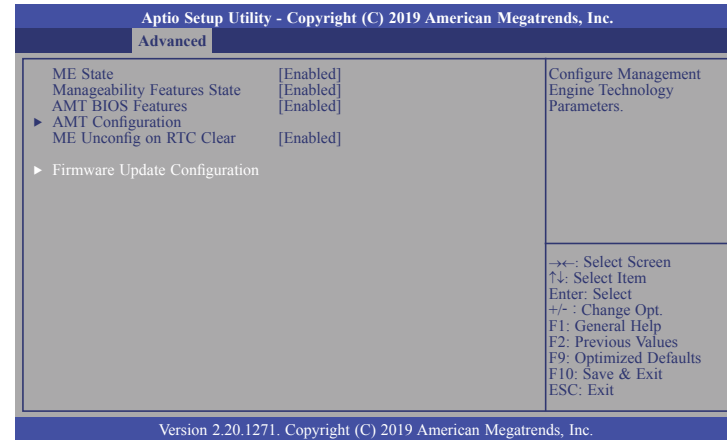 Aptio Setup Utility - Copyright (C) 2019 American Megatrends, Inc.
Advanced
ME State [Enabled]
Manageability Features State [Enabled]
AMT BIOS Features [Enabled]
► AMT Configuration
ME Unconfig on RTC Clear [Enabled]
► Firmware Update Configuration
Configure Management
Engine Technology
Parameters.
→←: Select Screen
↑↓: Select Item
Enter: Select
+/- : Change Opt.
F1: General Help
F2: Previous Values
F9: Optimized Defaults
F10: Save & Exit
ESC: Exit
Version 2.20.1271. Copyright (C) 2019 American Megatrends, Inc.